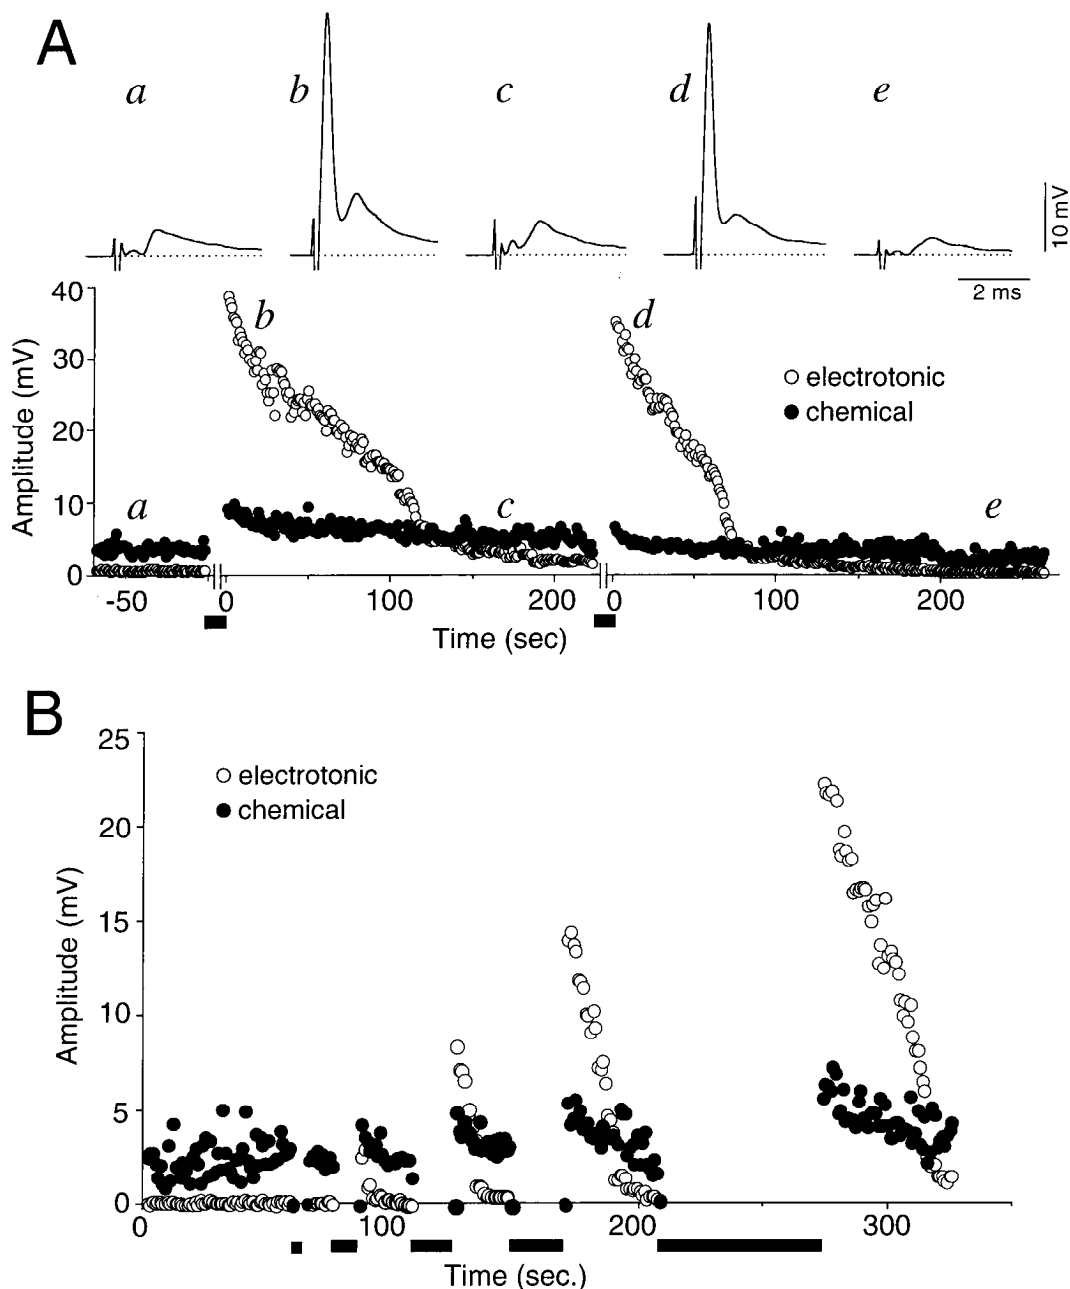 A
a b c d e
10 mV
2 ms
40
30
20
10
0
Amplitude (mV)
b d
a c e
electrotonic
chemical
-50 0 100 200 0 100 200
Time (sec)
B
25
20
15
10
5
0
Amplitude (mV)
electrotonic
chemical
0 100 200 300
Time (sec.)